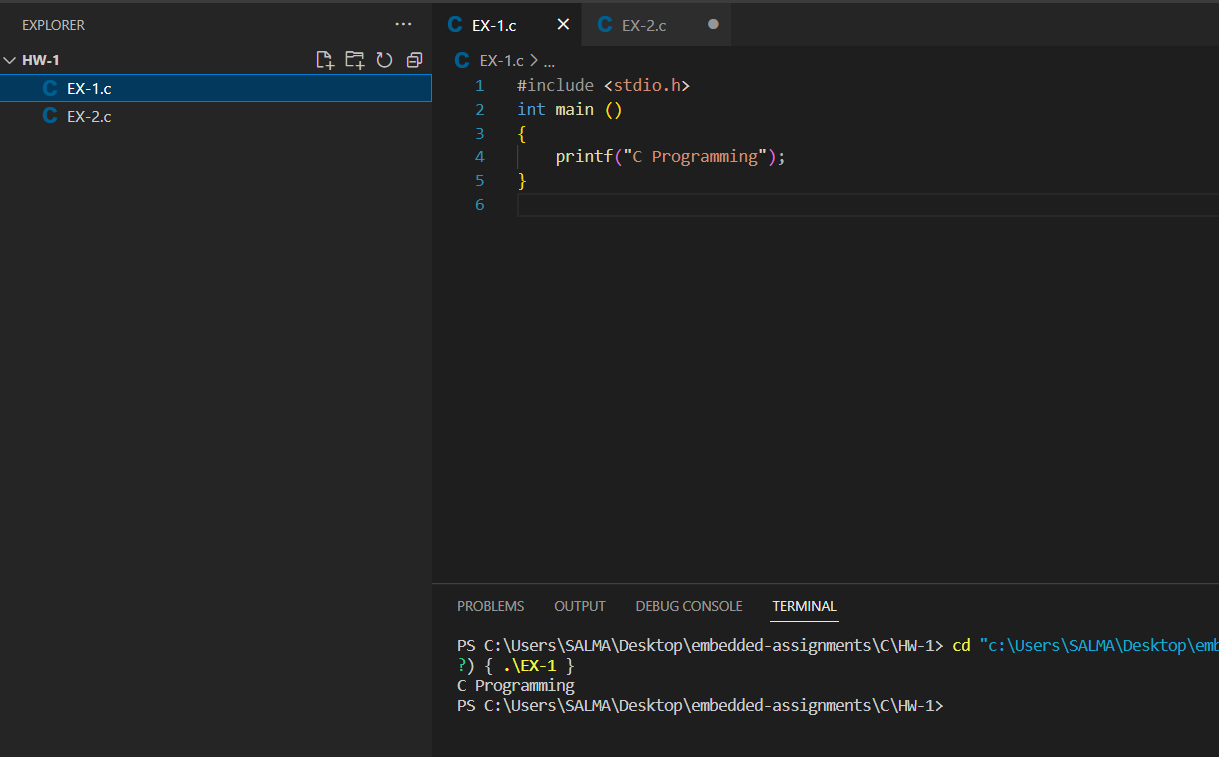 EXPLORER
HW-1
C EX-1.c
C EX-2.c
C EX-1.c
C EX-2.c
C EX-1.c > ...
1 #include <stdio.h>
2 int main ()
3 {
4 printf("C Programming");
5 }
6
PROBLEMS OUTPUT DEBUG CONSOLE TERMINAL
PS C:\Users\SALMA\Desktop\embedded-assignments\C\HW-1> cd "c:\Users\SALMA\Desktop\emb
?) { .\EX-1 }
C Programming
PS C:\Users\SALMA\Desktop\embedded-assignments\C\HW-1>